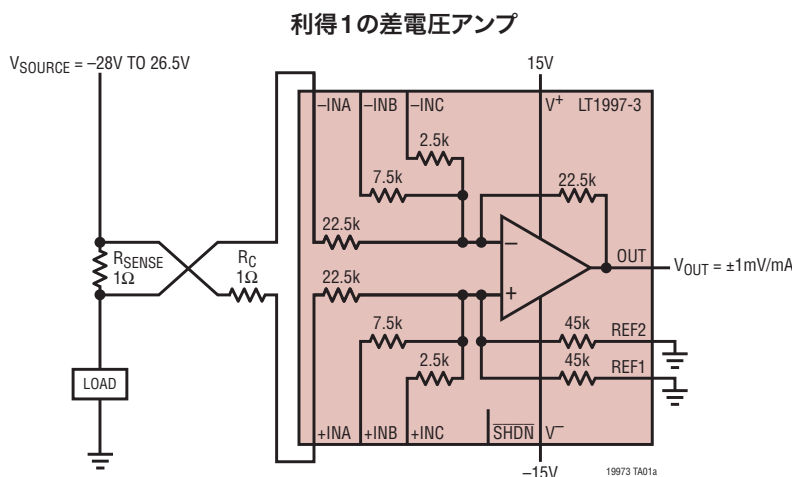 利得1の差電圧アンプ
VSOURCE = –28V TO 26.5V
15V
–INA
–INB
–INC
V+
LT1997-3
2.5k
7.5k
22.5k
22.5k
RSENSE
1Ω
RC
1Ω
–
+
OUT
VOUT = ±1mV/mA
22.5k
7.5k
45k
REF2
2.5k
45k
REF1
LOAD
+INA
+INB
+INC
SHDN
V–
–15V
19973 TA01a